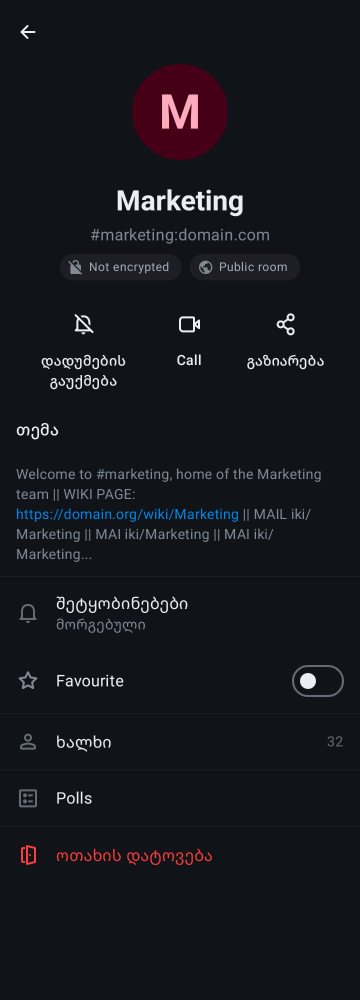 M
Marketing
#marketing:domain.com
Not encrypted
Public room
დადუმების
გაუქმება
Call
გაზიარება
თემა
Welcome to #marketing, home of the Marketing
team || WIKI PAGE:
https://domain.org/wiki/Marketing || MAIL iki/
Marketing || MAI iki/Marketing || MAI iki/
Marketing...
შეტყობინებები
მორგებული
Favourite
ხალხი 32
Polls
ოთახის დატოვება